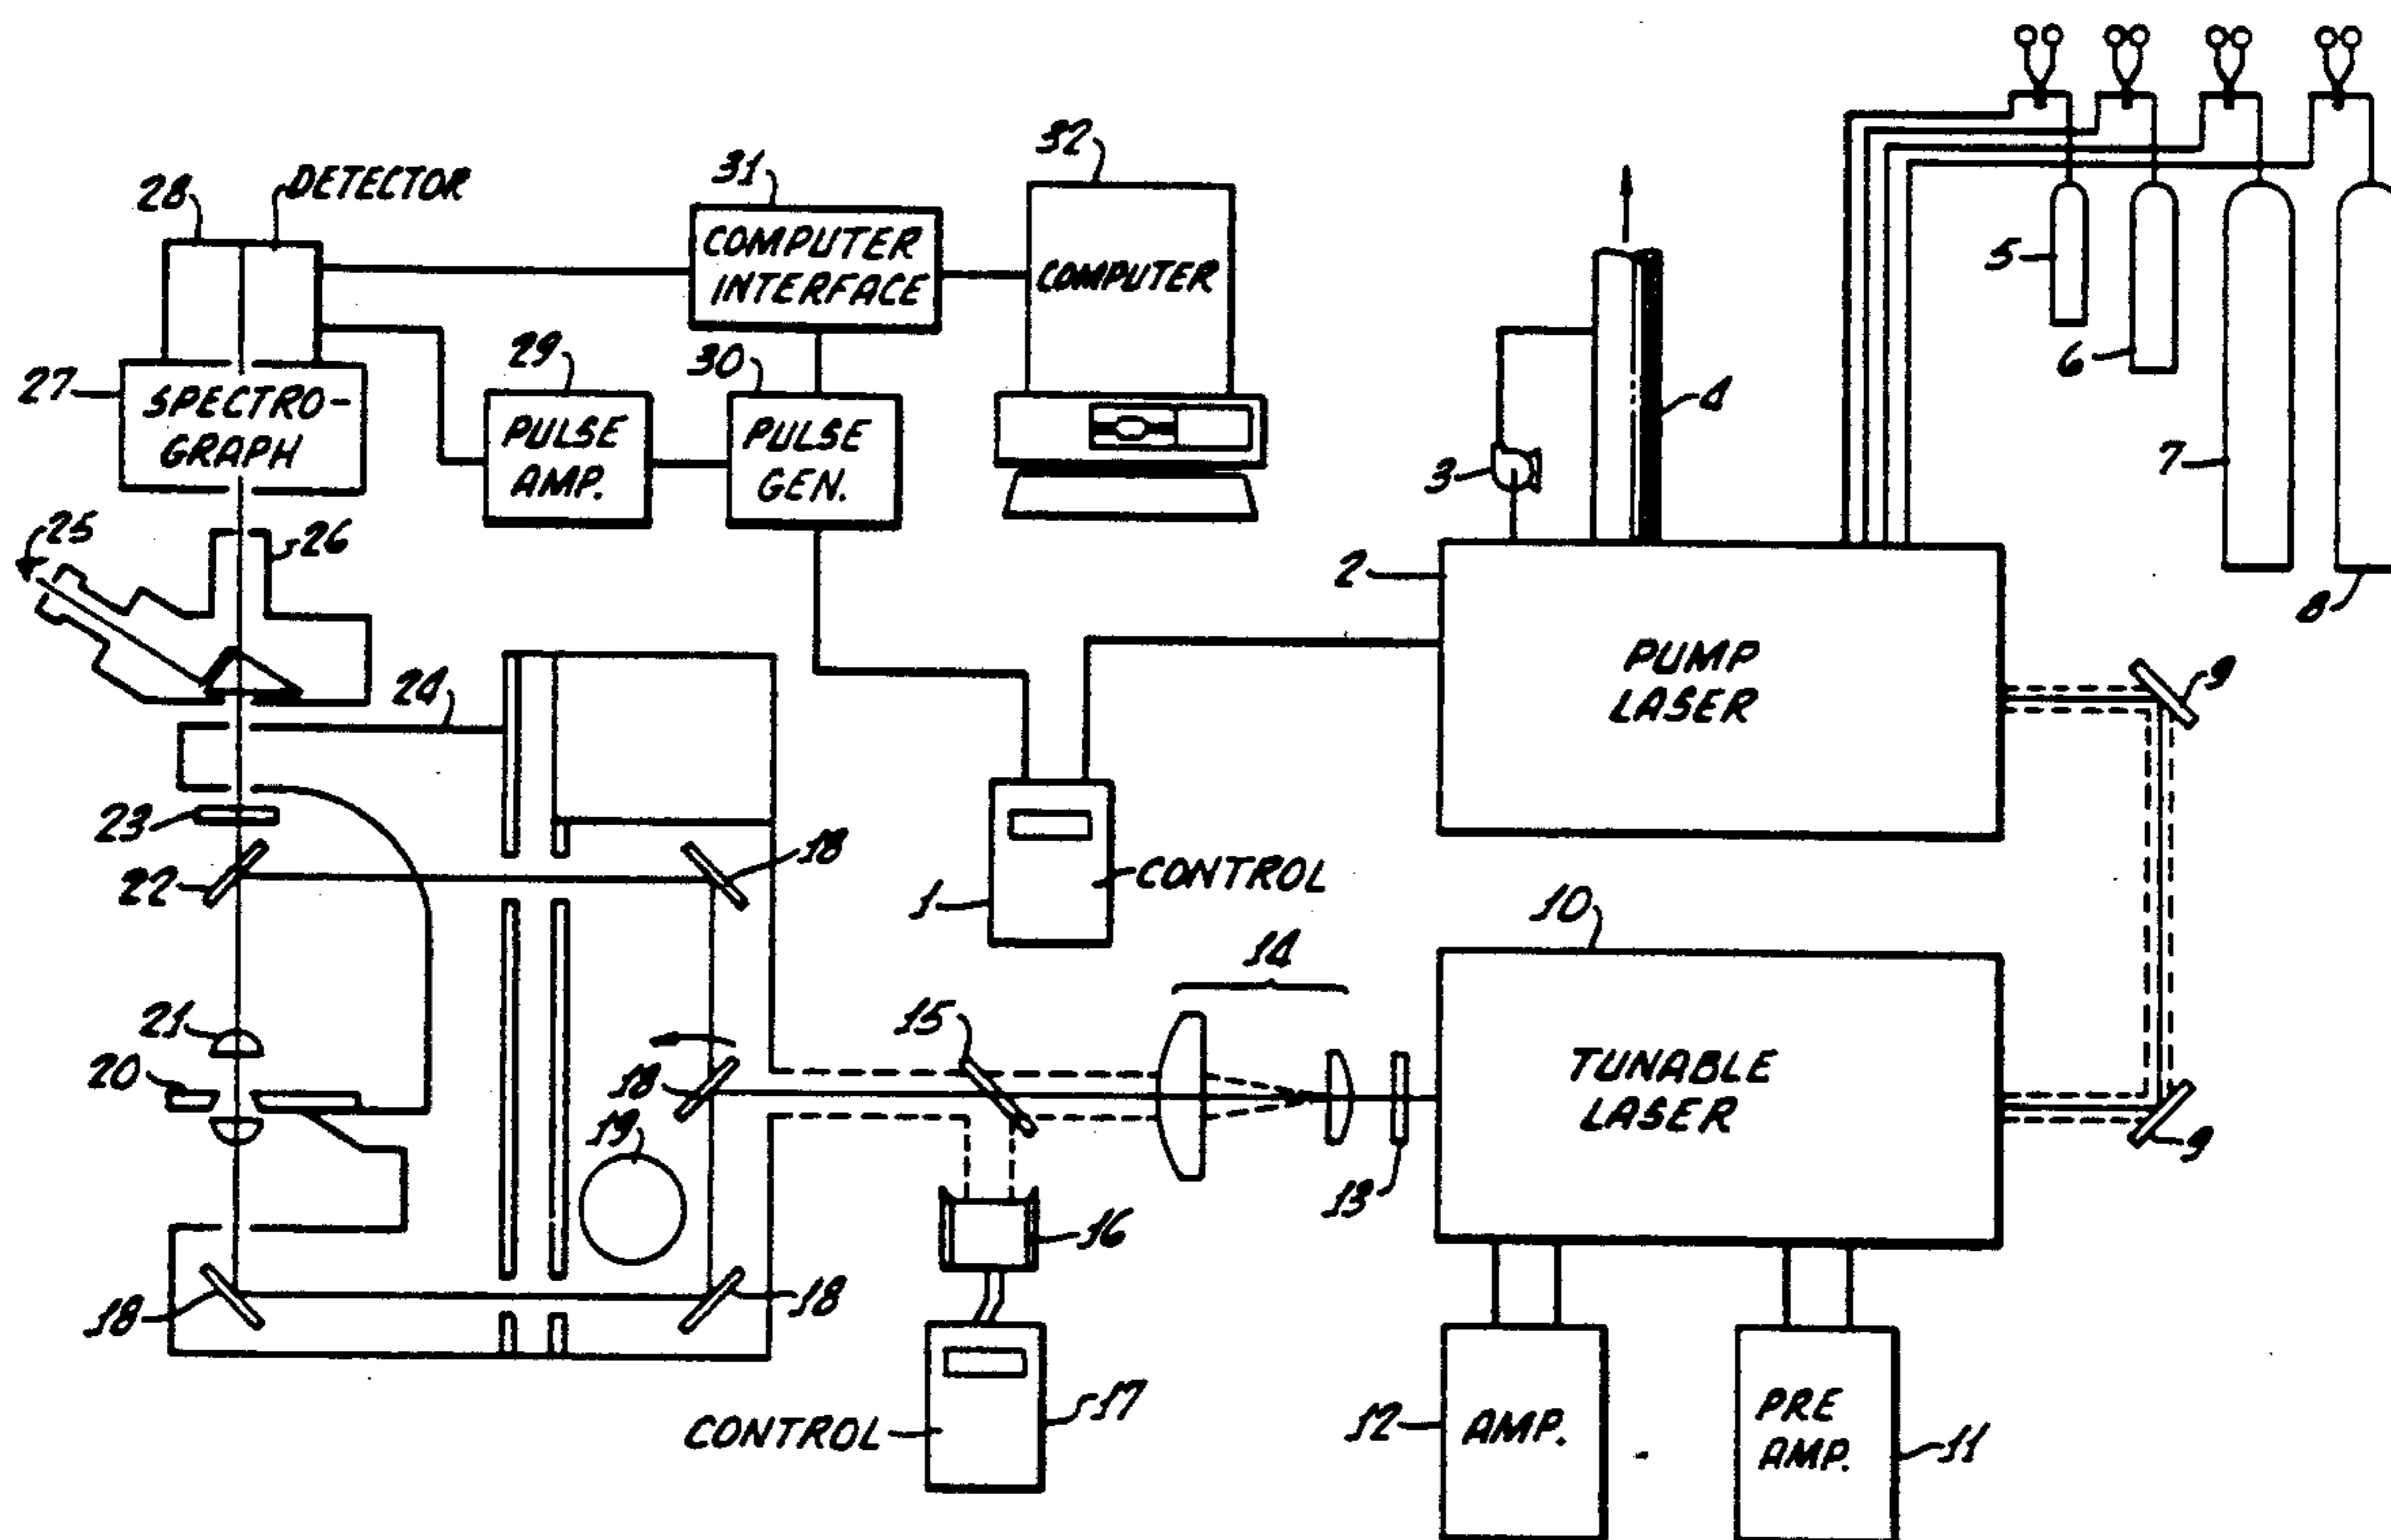 32
31
28
DETECTOR
COMPUTER
INTERFACE
COMPUTER
5
6
7
8
29
30
27
SPECTRO-
GRAPH
PULSE
AMP.
PULSE
GEN.
3
4
25
26
2
PUMP
LASER
9
24
23
22
18
1
CONTROL
10
14
15
21
20
18
19
TUNABLE
LASER
9
13
16
18
18
17
CONTROL
12
AMP.
PRE
AMP.
11